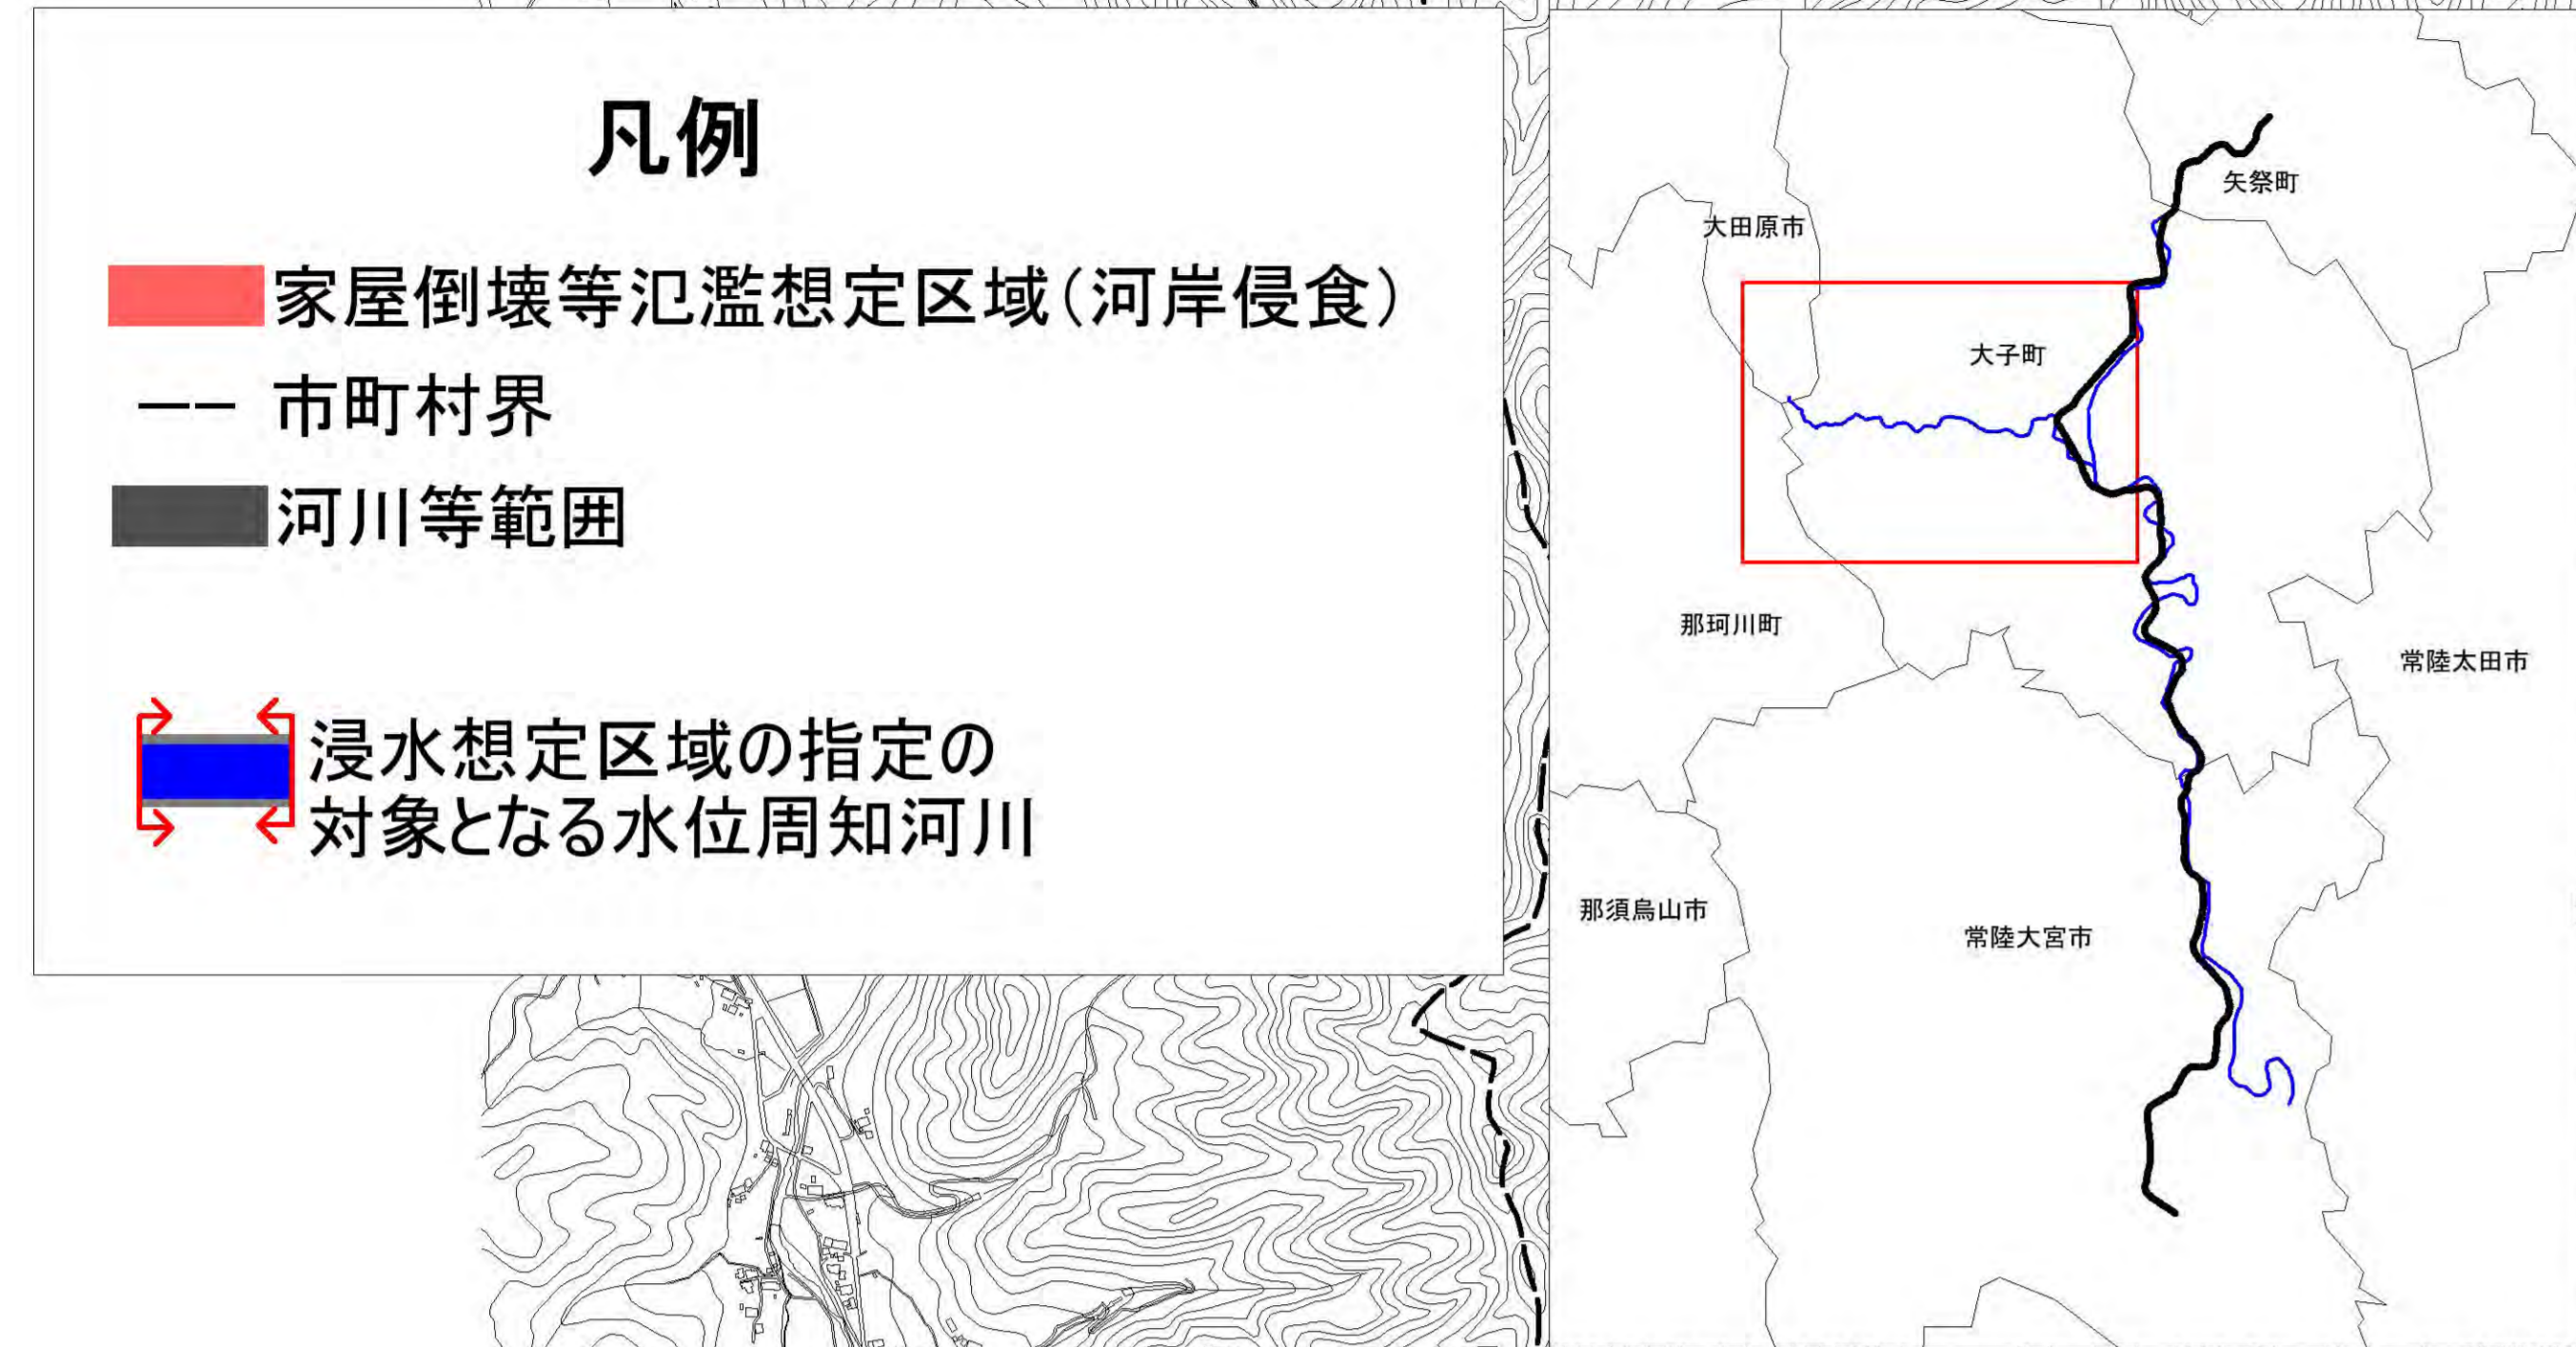 凡例
家屋倒壊等氾濫想定区域(河岸侵食)
市町村界
河川等範囲
浸水想定区域の指定の
対象となる水位周知河川
矢祭町
大田原市
大子町
那珂川町
常陸太田市
那須烏山市
常陸大宮市